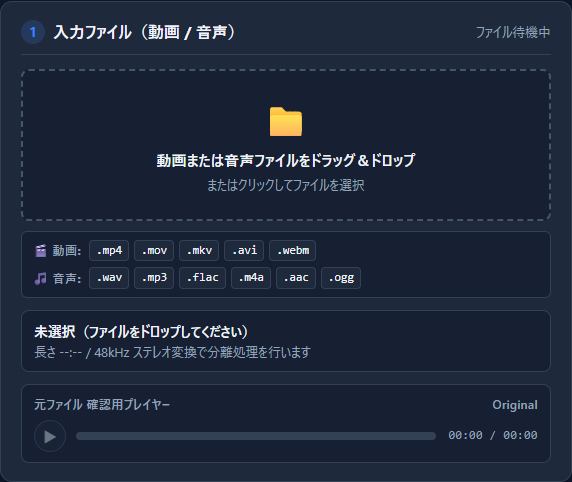 1 入力ファイル（動画 / 音声） ファイル待機中
動画または音声ファイルをドラッグ＆ドロップ
またはクリックしてファイルを選択
動画: .mp4 .mov .mkv .avi .webm
音声: .wav .mp3 .flac .m4a .aac .ogg
未選択（ファイルをドロップしてください）
長さ --:-- / 48kHz ステレオ変換で分離処理を行います
元ファイル 確認用プレイヤー Original
00:00 / 00:00